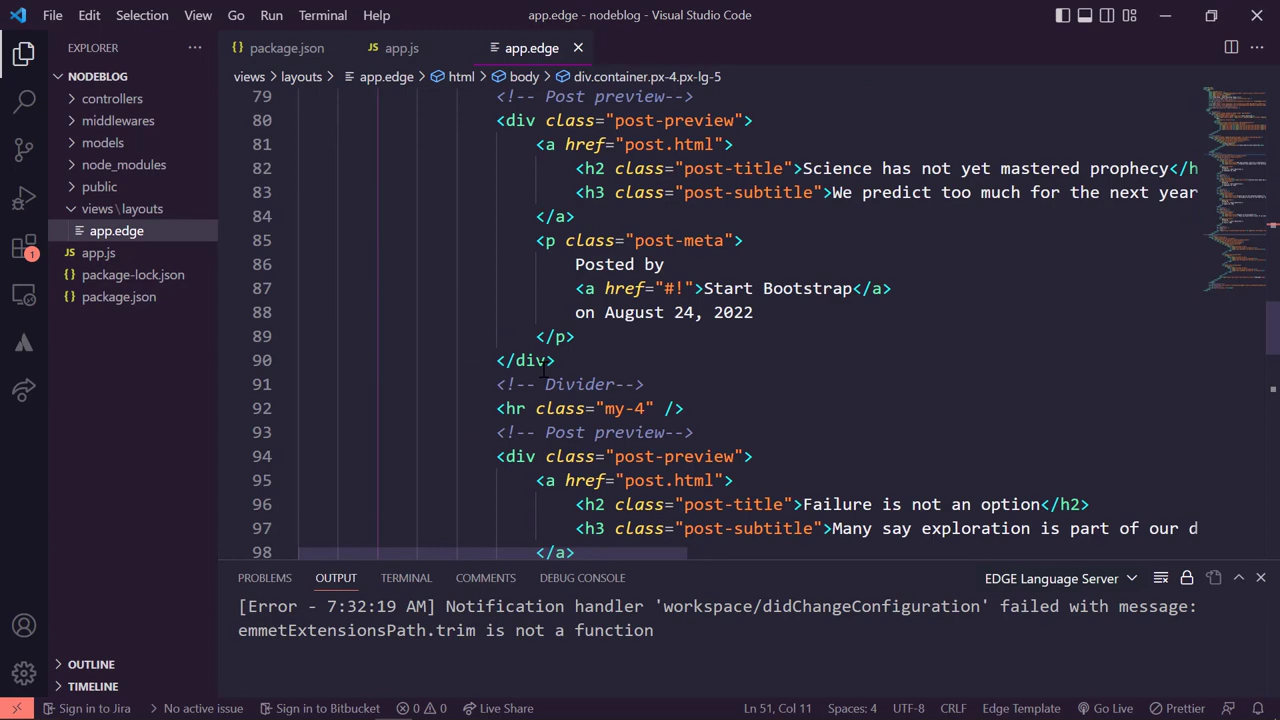 File Edit Selection View Go Run Terminal Help app.edge - nodeblog - Visual Studio Code
EXPLORER
package.json app.js app.edge
NODEBLOG
views layouts app.edge html body div.container.px-4.px-lg-5
controllers
middlewares
models
node_modules
public
views \ layouts
app.edge
app.js
package-lock.json
package.json
79 <!-- Post preview-->
80 <div class="post-preview">
81 <a href="post.html">
82 <h2 class="post-title">Science has not yet mastered prophecy</h
83 <h3 class="post-subtitle">We predict too much for the next year
84 </a>
85 <p class="post-meta">
86 Posted by
87 <a href="#!">Start Bootstrap</a>
88 on August 24, 2022
89 </p>
90 </div>
91 <!-- Divider-->
92 <hr class="my-4" />
93 <!-- Post preview-->
94 <div class="post-preview">
95 <a href="post.html">
96 <h2 class="post-title">Failure is not an option</h2>
97 <h3 class="post-subtitle">Many say exploration is part of our d
98 </a>
1
PROBLEMS OUTPUT TERMINAL COMMENTS DEBUG CONSOLE EDGE Language Server
[Error - 7:32:19 AM] Notification handler 'workspace/didChangeConfiguration' failed with message:
emmetExtensionsPath.trim is not a function
OUTLINE
TIMELINE
Sign in to Jira No active issue Sign in to Bitbucket 0 0 Live Share Ln 51, Col 11 Spaces: 4 UTF-8 CRLF Edge Template Go Live Prettier